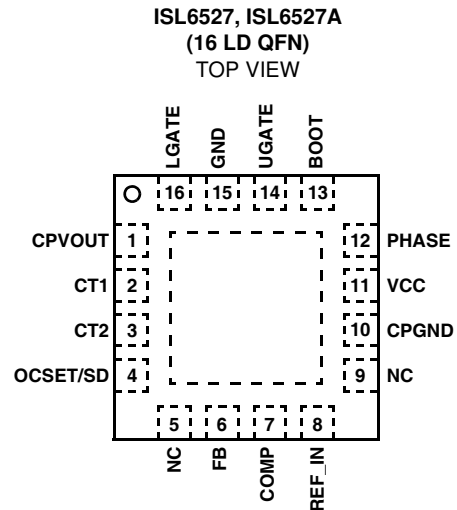 ISL6527, ISL6527A
(16 LD QFN)
TOP VIEW
LGATE
GND
UGATE
BOOT
16
15
14
13
CPVOUT 1
12 PHASE
CT1 2
11 VCC
CT2 3
10 CPGND
OCSET/SD 4
9 NC
5
6
7
8
NC
FB
COMP
REF_IN